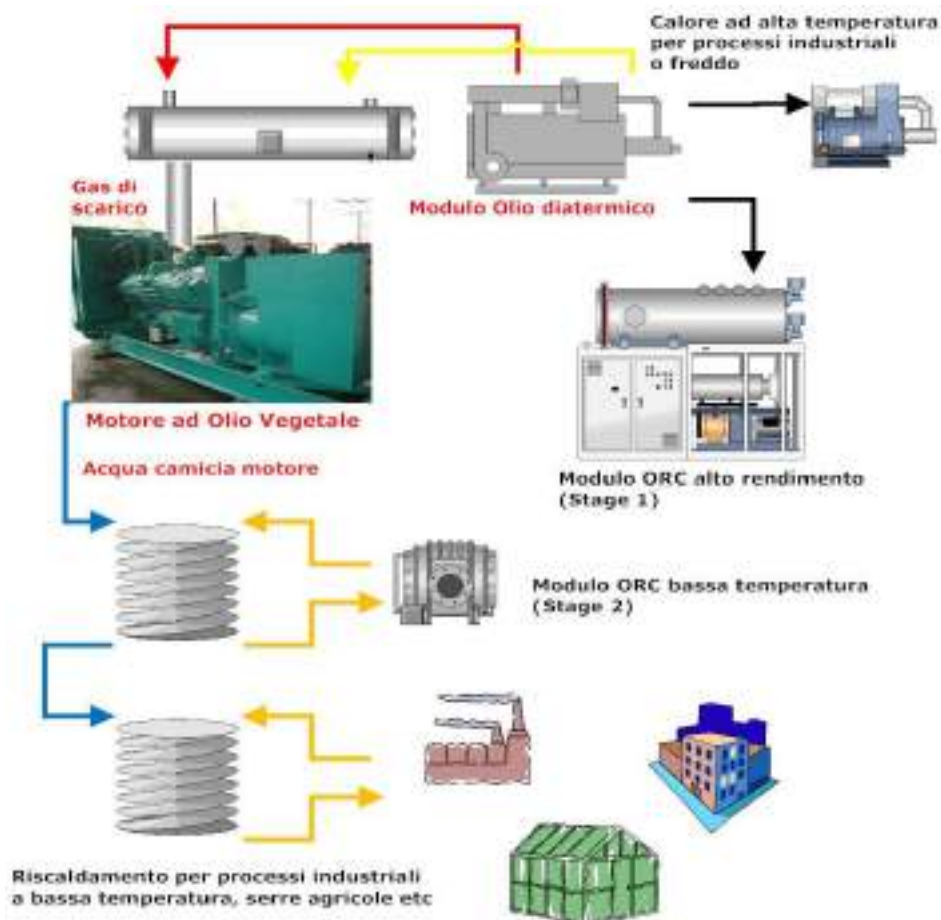 Calore ad alta temperatura
per processi industriali
o freddo
Gas di
scarico
Modulo Olio diatermico
Motore ad Olio Vegetale
Acqua camicia motore
Modulo ORC alto rendimento
(Stage 1)
Modulo ORC bassa temperatura
(Stage 2)
Riscaldamento per processi industriali
a bassa temperatura, serre agricole etc